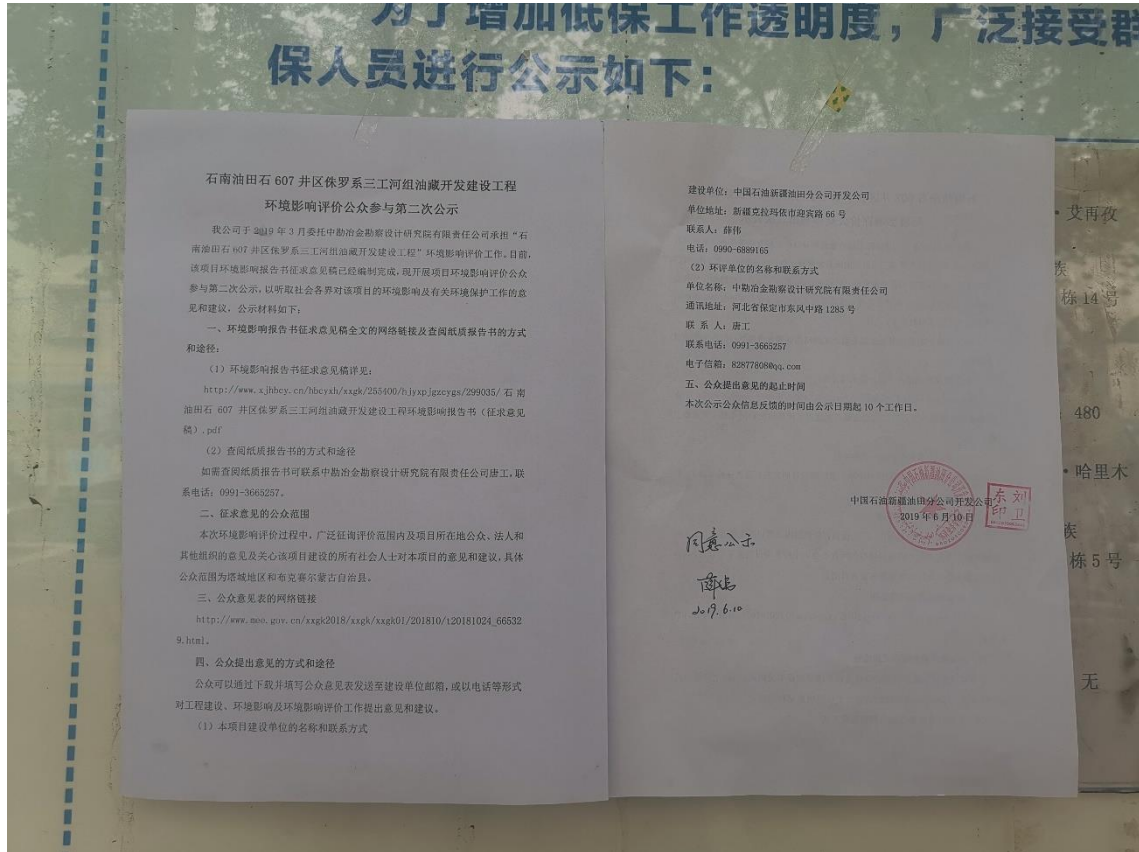 为了增加低保工作透明度，广泛接受群
保人员进行公示如下：
石南油田石 607 井区侏罗系三工河组油藏开发建设工程
环境影响评价公众参与第二次公示
我公司于 2019 年 3 月委托中勘冶金勘察设计研究院有限责任公司承担“石
南油田石 607 井区侏罗系三工河组油藏开发建设工程”环境影响评价工作。目前，
该项目环境影响报告书征求意见稿已经编制完成，现开展项目环境影响评价公众
参与第二次公示，以听取社会各界对该项目的环境影响及有关环境保护工作的意
见和建议，公示材料如下：
一、环境影响报告书征求意见稿全文的网络链接及查阅纸质报告书的方式
和途径：
（1）环境影响报告书征求意见稿详见：
http://www.xjhbcy.cn/hbcyxh/xxgk/255400/hjyxpjgzcygs/299035/石南
油田石 607 井区侏罗系三工河组油藏开发建设工程环境影响报告书（征求意见
稿）.pdf
（2）查阅纸质报告书的方式和途径
如需查阅纸质报告书可联系中勘冶金勘察设计研究院有限责任公司唐工，联
系电话：0991-3665257。
二、征求意见的公众范围
本次环境影响评价过程中，广泛征询评价范围内及项目所在地公众、法人和
其他组织的意见及关心该项目建设的所有社会人士对本项目的意见和建议，具体
公众范围为塔城地区和布克赛尔蒙古自治县。
三、公众意见表的网络链接
http://www.mee.gov.cn/xxgk2018/xxgk/xxgk01/201810/t20181024_66532
9.html。
四、公众提出意见的方式和途径
公众可以通过下载并填写公众意见表发送至建设单位邮箱，或以电话等形式
对工程建设、环境影响及环境影响评价工作提出意见和建议。
（1）本项目建设单位的名称和联系方式
建设单位：中国石油新疆油田分公司开发公司
单位地址：新疆克拉玛依市迎宾路 66 号
联系人：薛伟
电话：0990-6889165
（2）环评单位的名称和联系方式
单位名称：中勘冶金勘察设计研究院有限责任公司
通讯地址：河北省保定市东风中路 1285 号
联 系 人：唐工
联系电话：0991-3665257
电子信箱：82877808@qq.com
五、公众提出意见的起止时间
本次公示公众信息反馈的时间由公示日期起 10 个工作日。
中国石油新疆油田分公司开发公司
2019 年 6 月 10 日
东刘
印卫
同意公示
2019.6.10
·艾再孜
族
栋 14 号
480
·哈里木
族
栋 5 号
无